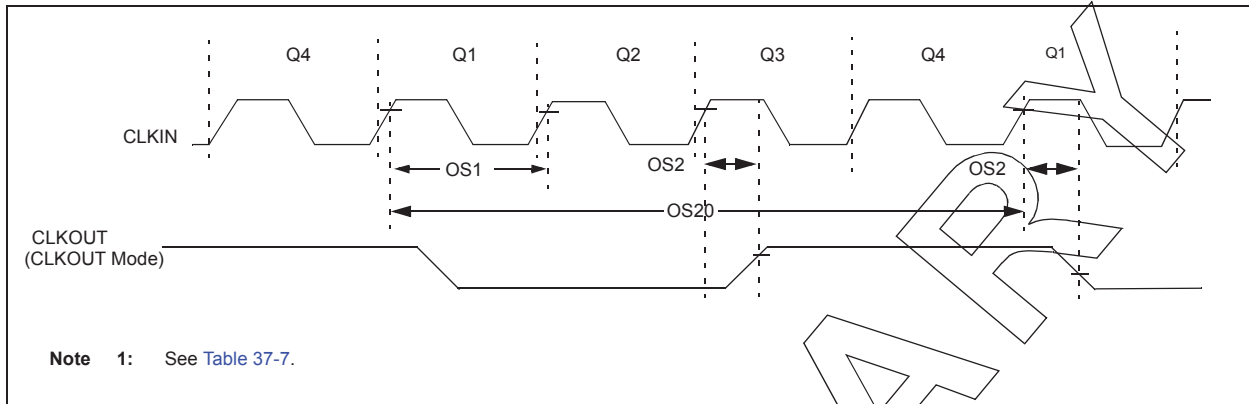 Q4 Q1 Q2 Q3 Q4 Q1
CLKIN
OS1 OS2 OS2
OS20
CLKOUT
(CLKOUT Mode)
Note 1: See Table 37-7.
A R Y